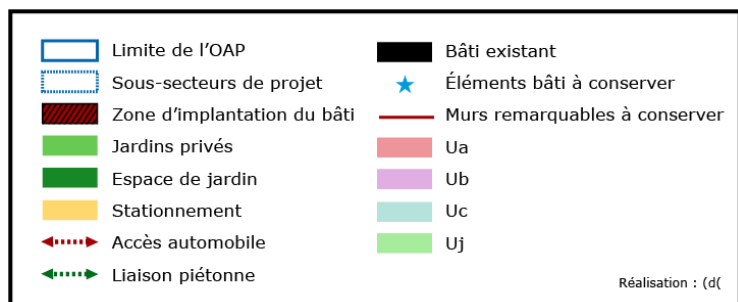 Limite de l’OAP
Sous-secteurs de projet
Zone d’implantation du bâti
Jardins privés
Espace de jardin
Stationnement
Accès automobile
Liaison piétonne
Bâti existant
Éléments bâti à conserver
Murs remarquables à conserver
Ua
Ub
Uc
Uj
Réalisation : (d(